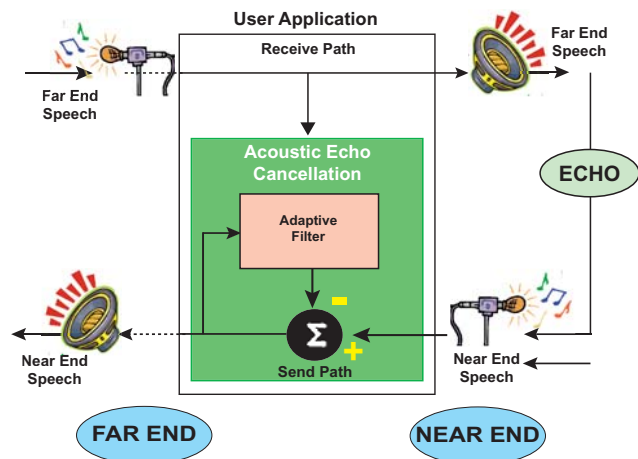 User Application
Receive Path
Far End
Speech
Far End
Speech
Acoustic Echo
Cancellation
ECHO
Adaptive
Filter
–
Σ
+
Send Path
Near End
Speech
Near End
Speech
FAR END
NEAR END